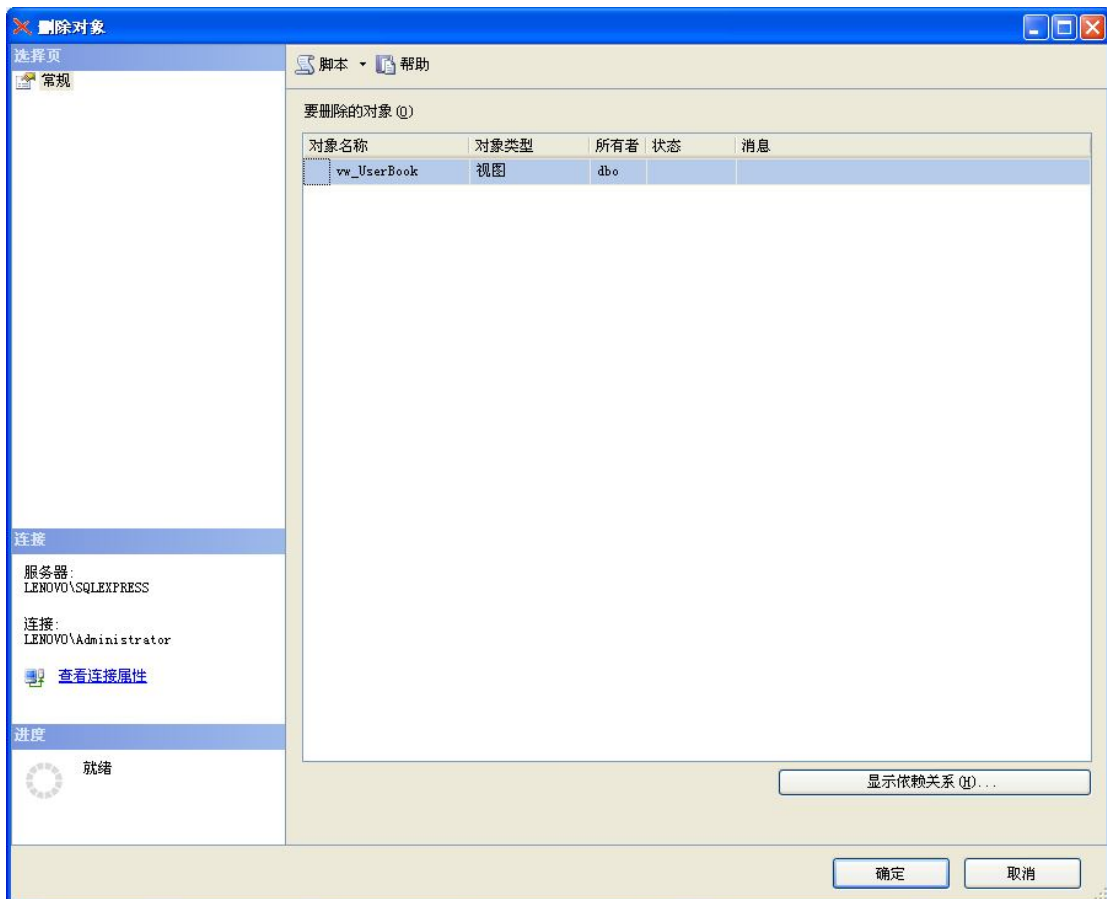 删除对象
选择页
常规
脚本 帮助
要删除的对象(O)
对象名称 对象类型 所有者 状态 消息
vw_UserBook 视图 dbo
连接
服务器:
LENOVO\SQLEXPRESS
连接:
LENOVO\Administrator
查看连接属性
进度
就绪
显示依赖关系(H)...
确定 取消